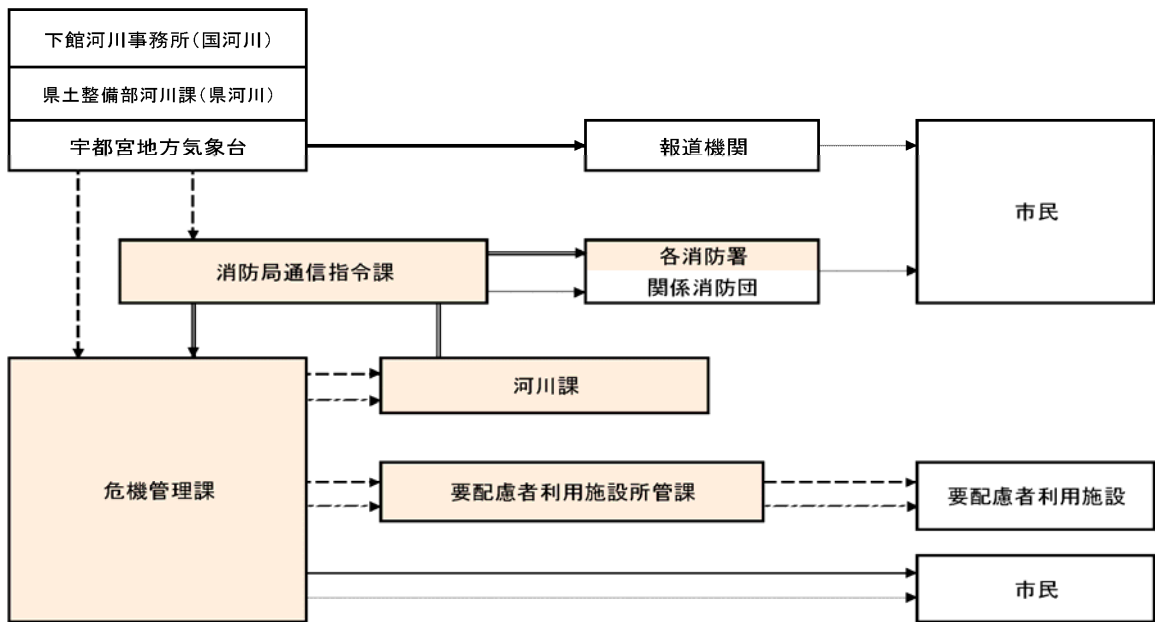 下館河川事務所(国河川)
県土整備部河川課(県河川)
宇都宮地方気象台
報道機関
市民
消防局通信指令課
各消防署
関係消防団
河川課
危機管理課
要配慮者利用施設所管課
要配慮者利用施設
市民